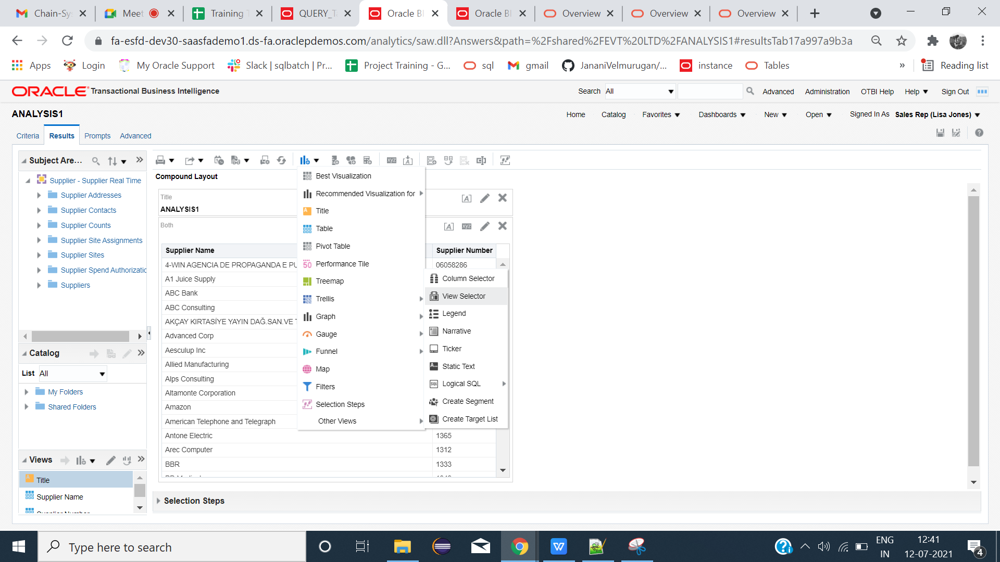 Chain-Sys
Meet
Training T
QUERY_Ta
Oracle BI
Oracle BI
Overview
Overview
Overview
fa-esfd-dev30-saasfademo1.ds-fa.oraclepdemos.com/analytics/saw.dll?Answers&path=%2Fshared%2FEVT%20LTD%2FANALYSIS1#resultsTab17a997a9b3a
Apps
Login
My Oracle Support
Slack | sqlbatch | Pr...
Project Training - G...
sql
gmail
JananiVelmurugan/...
instance
Tables
»
Reading list
ORACLE Transactional Business Intelligence
Search All
Advanced
Administration
OTBI Help
Help
Sign Out
ANALYSIS1
Home
Catalog
Favorites
Dashboards
New
Open
Signed In As Sales Rep (Lisa Jones)
Criteria
Results
Prompts
Advanced
Subject Are...
Supplier - Supplier Real Time
Supplier Addresses
Supplier Contacts
Supplier Counts
Supplier Site Assignments
Supplier Sites
Supplier Spend Authorizatio
Suppliers
Catalog
List All
My Folders
Shared Folders
Views
Title
Supplier Name
Supplier Number
Compound Layout
Title
ANALYSIS1
Both
Supplier Name
Supplier Number
4-WIN AGENCIA DE PROPAGANDA E PU
06058286
A1 Juice Supply
ABC Bank
ABC Consulting
AKÇAY KIRTASİYE YAYIN DAĞ.SAN.VE T
Advanced Corp
Aesculup Inc
Allied Manufacturing
Alps Consulting
Altamonte Corporation
Amazon
American Telephone and Telegraph
Antone Electric
1365
Arec Computer
1312
BBR
1333
Best Visualization
Recommended Visualization for
Title
Table
Pivot Table
50 Performance Tile
Treemap
Trellis
Graph
Gauge
Funnel
Map
Filters
Selection Steps
Other Views
Column Selector
View Selector
Legend
Narrative
Ticker
Static Text
Logical SQL
Create Segment
Create Target List
Selection Steps
Type here to search
ENG
IN
12:41
12-07-2021
4